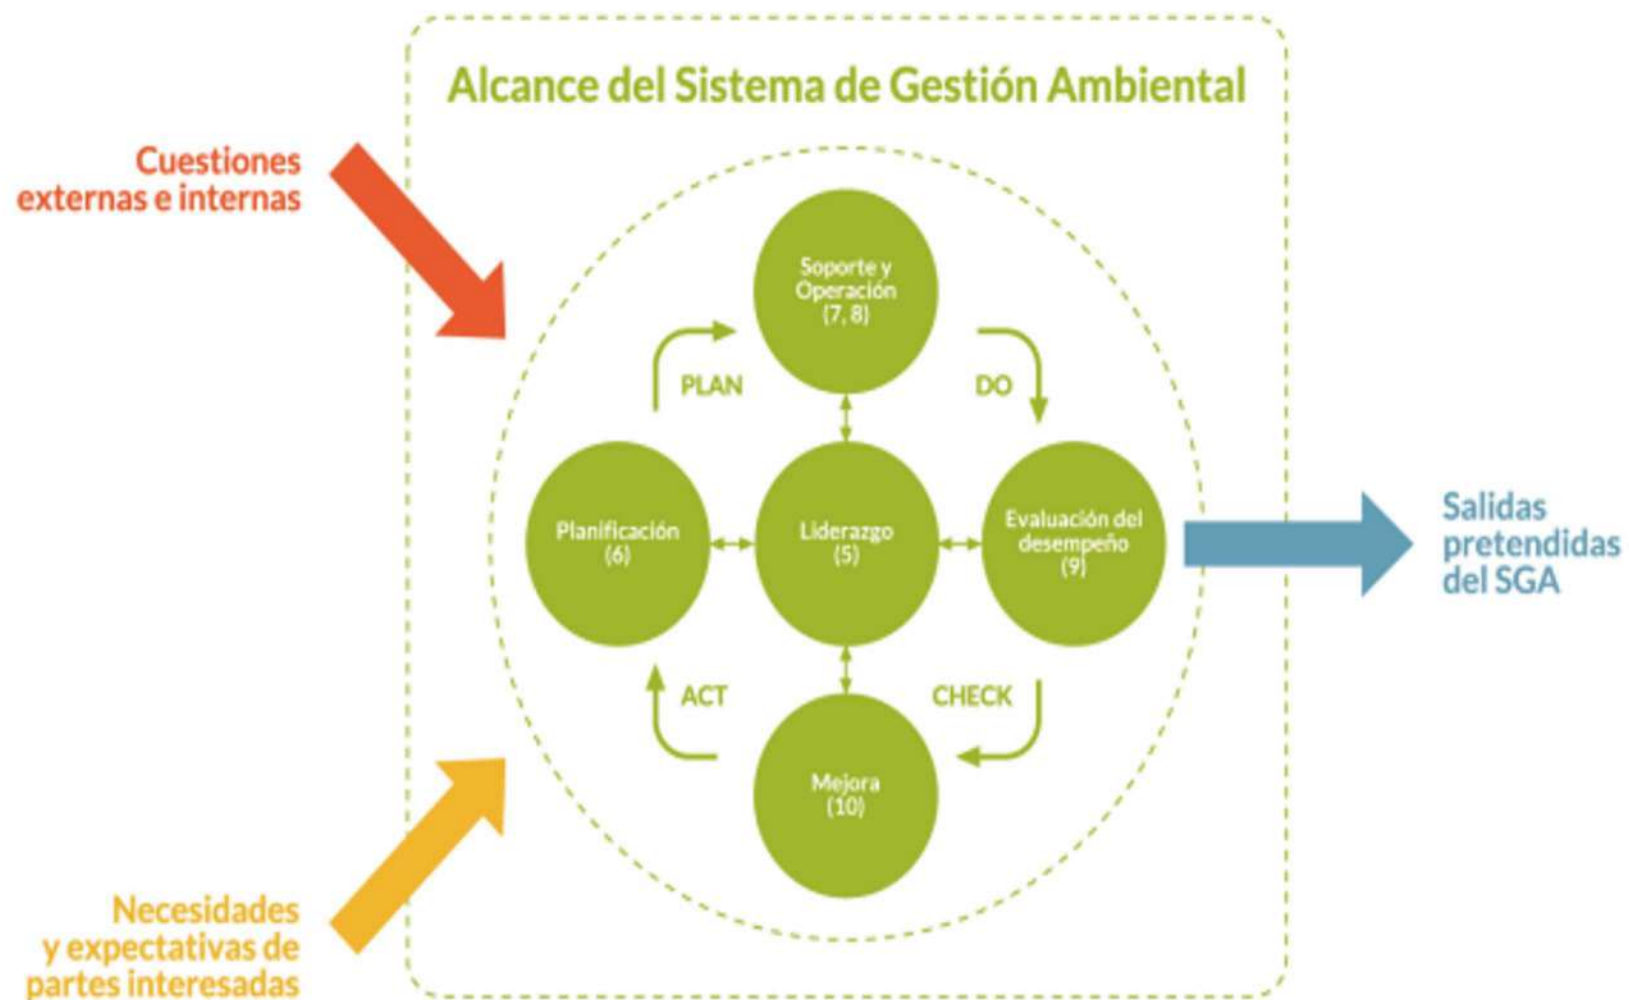 Alcance del Sistema de Gestión Ambiental
Cuestiones
externas e internas
Soporte y
Operación
(7, 8)
PLAN
DO
Planificación
(6)
Liderazgo
(5)
Evaluación del
desempeño
(9)
Salidas
pretendidas
del SGA
ACT
CHECK
Mejora
(10)
Necesidades
y expectativas de
partes interesadas